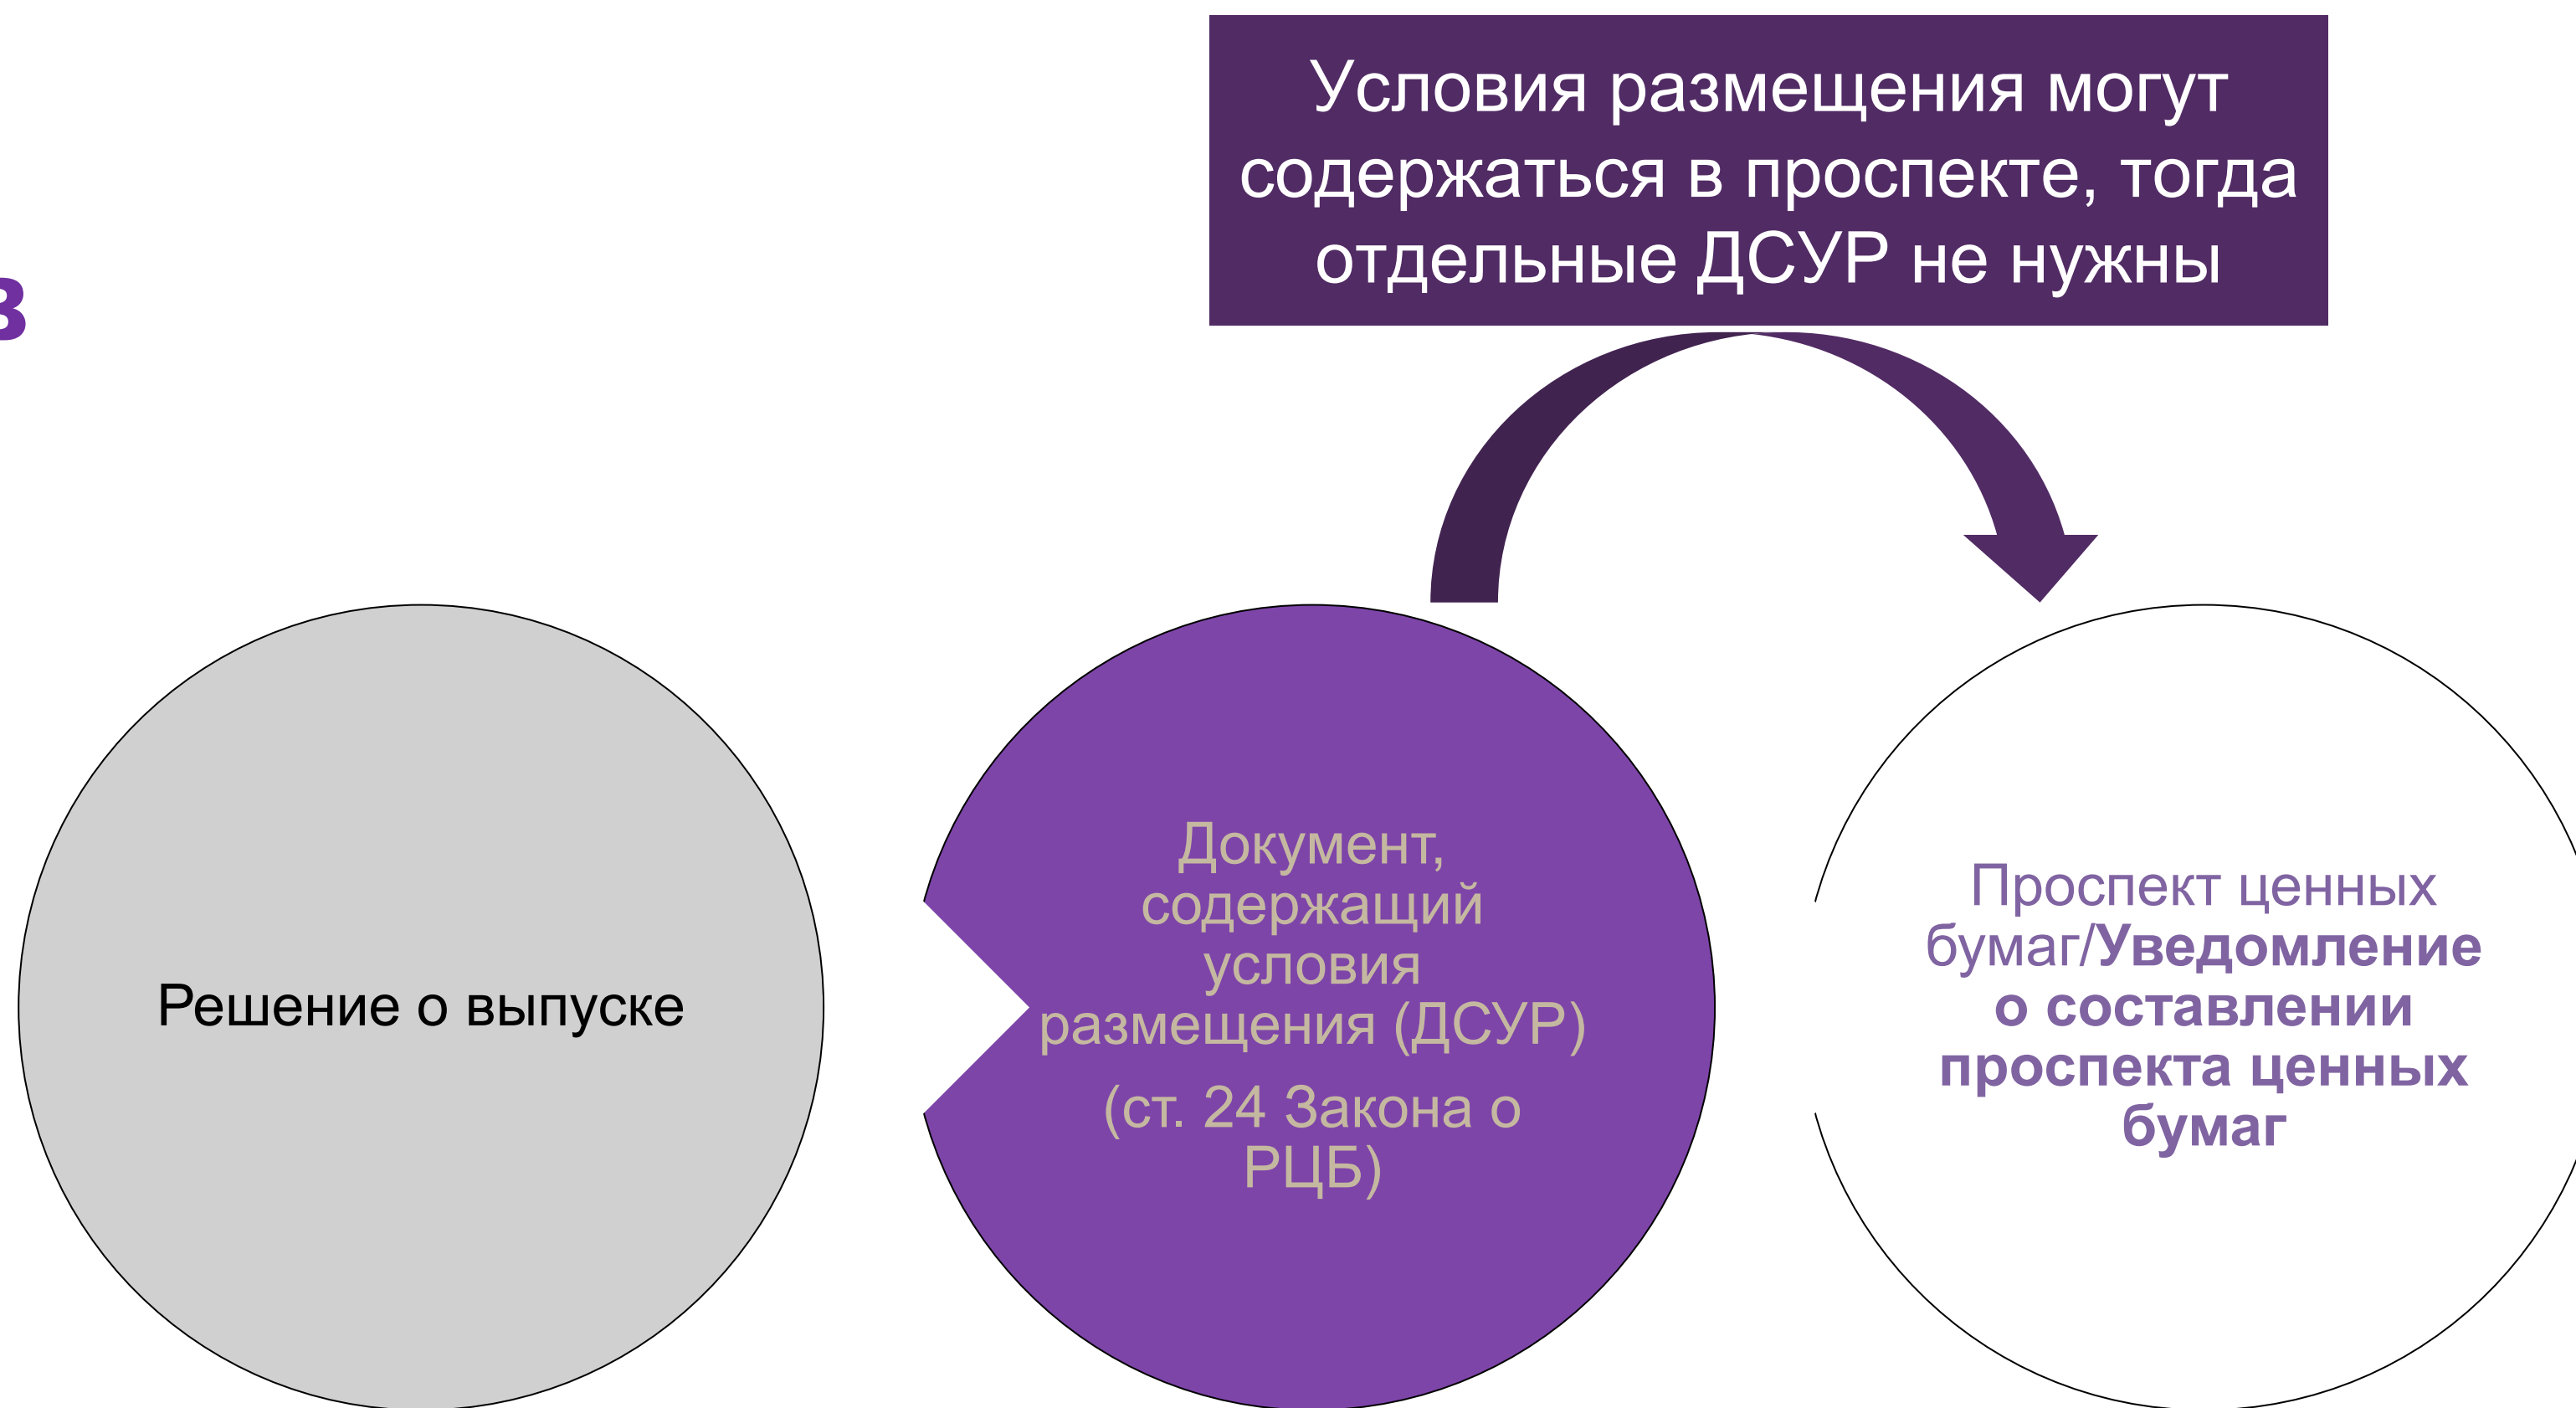 Условия размещения могут
содержаться в проспекте, тогда
отдельные ДСУР не нужны
в
Решение о выпуске
Документ,
содержащий
условия
размещения (ДСУР)
(ст. 24 Закона о
РЦБ)
Проспект ценных
бумаг/Уведомление
о составлении
проспекта ценных
бумаг